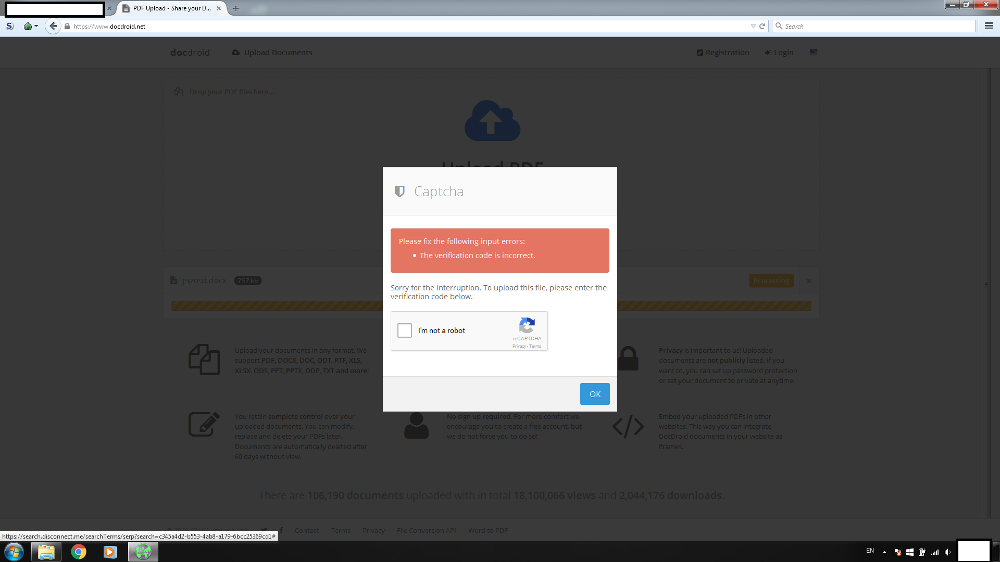 PDF Upload - Share your D...
https://www.docdroid.net
Search
docdroid
Upload Documents
Registration
Login
Drop your PDF files here...
Upload PDF
Captcha
Please fix the following input errors:
The verification code is incorrect.
Sorry for the interruption. To upload this file, please enter the
verification code below.
I'm not a robot
reCAPTCHA
Privacy - Terms
OK
ביטקויין.docx
757 kb
Processing
Upload your documents in any format. We
support PDF, DOCX, DOC, ODT, RTF, XLS,
XLSX, ODS, PPT, PPTX, ODP, TXT and more!
Privacy is important to us! Uploaded
documents are not publicly listed. If you
want to, you can set up password protection
or set your document to private at anytime.
You retain complete control over your
uploaded documents. You can modify,
replace and delete your PDFs later.
Documents are automatically deleted after
60 days without view.
No sign up required. For more comfort we
encourage you to create a free account, but
we do not force you to do so!
Embed your uploaded PDFs in other
websites. This way you can integrate
DocDroid documents in your website as
iframes.
There are 106,190 documents uploaded with in total 18,100,066 views and 2,044,176 downloads.
Contact
Terms
Privacy
File Conversion API
Word to PDF
https://search.disconnect.me/searchTerms/serp?search=c345a4d2-b553-4ab8-a179-6bcc25369cd1#
EN